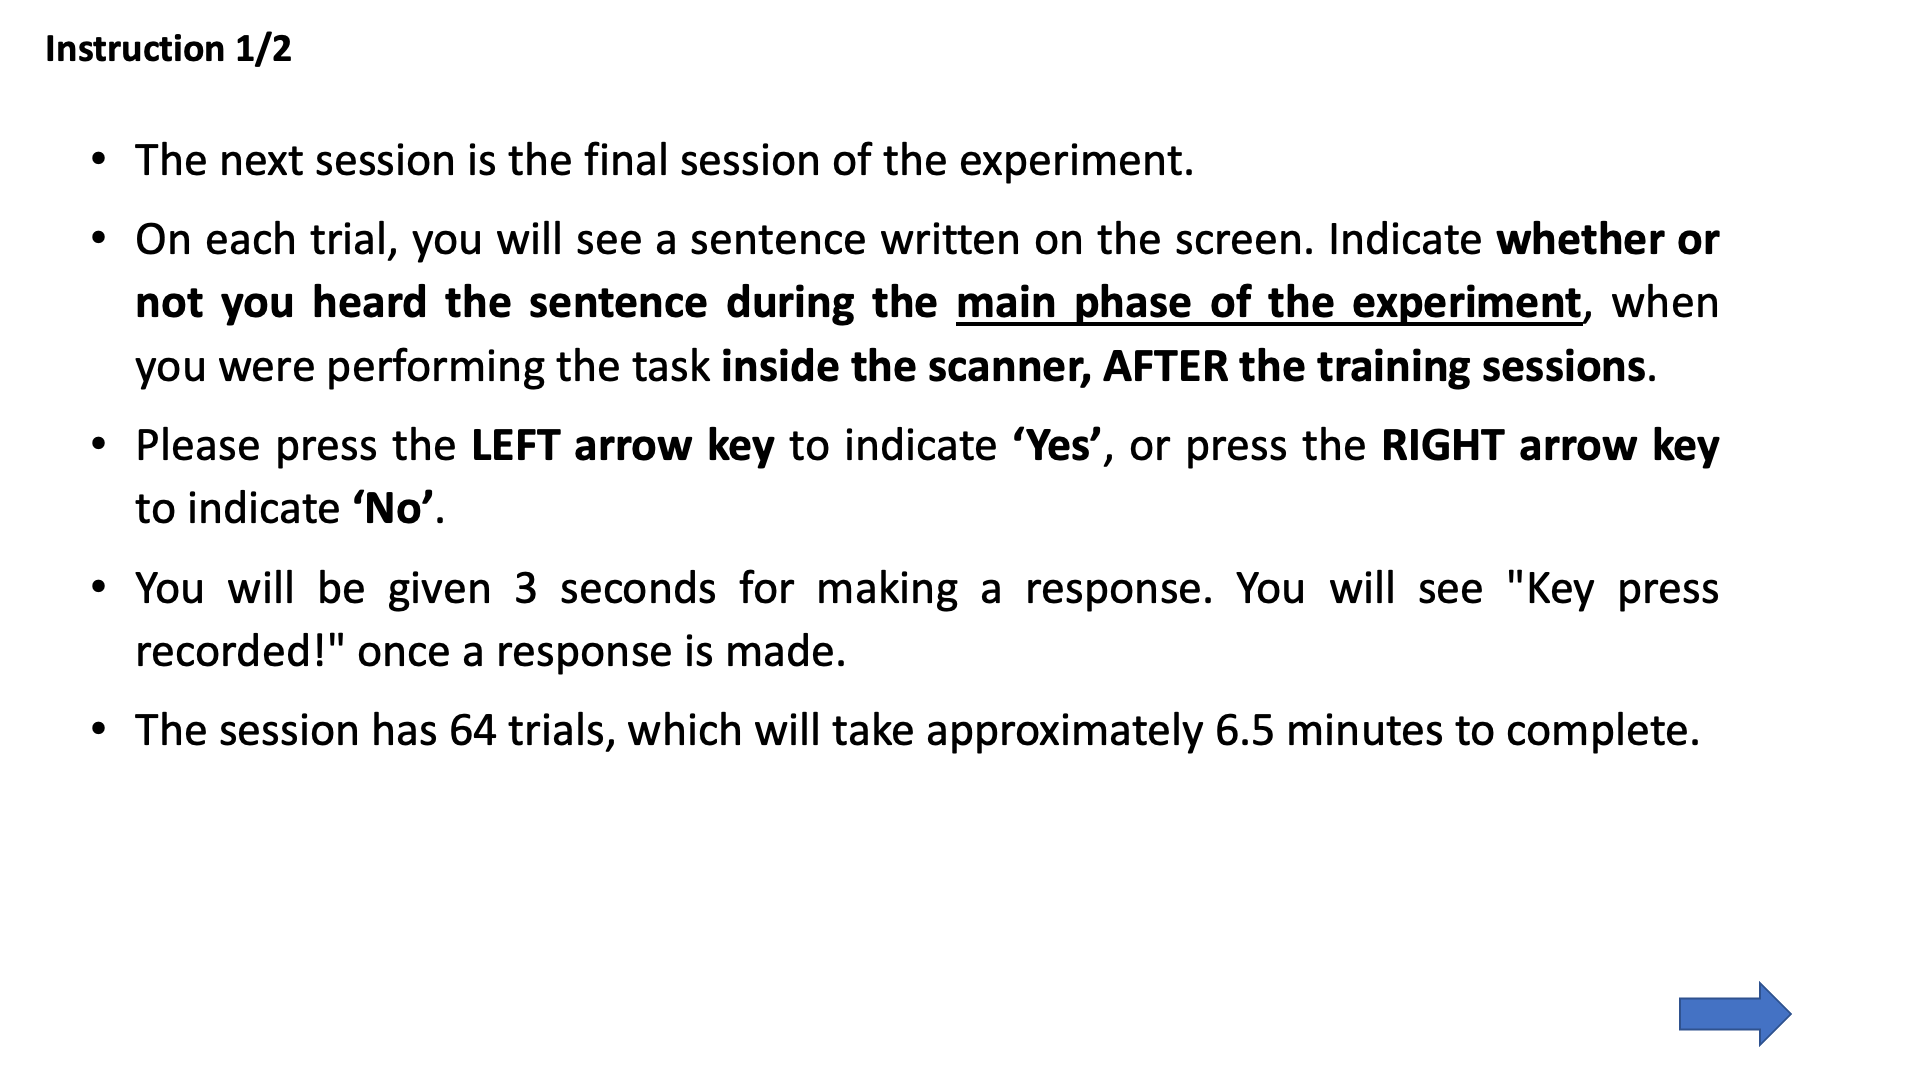 Instruction 1/2
• The next session is the final session of the experiment.
• On each trial, you will see a sentence written on the screen. Indicate whether or
not you heard the sentence during the main phase of the experiment, when
you were performing the task inside the scanner, AFTER the training sessions.
• Please press the LEFT arrow key to indicate ‘Yes’, or press the RIGHT arrow key
to indicate ‘No’.
• You will be given 3 seconds for making a response. You will see "Key press
recorded!" once a response is made.
• The session has 64 trials, which will take approximately 6.5 minutes to complete.